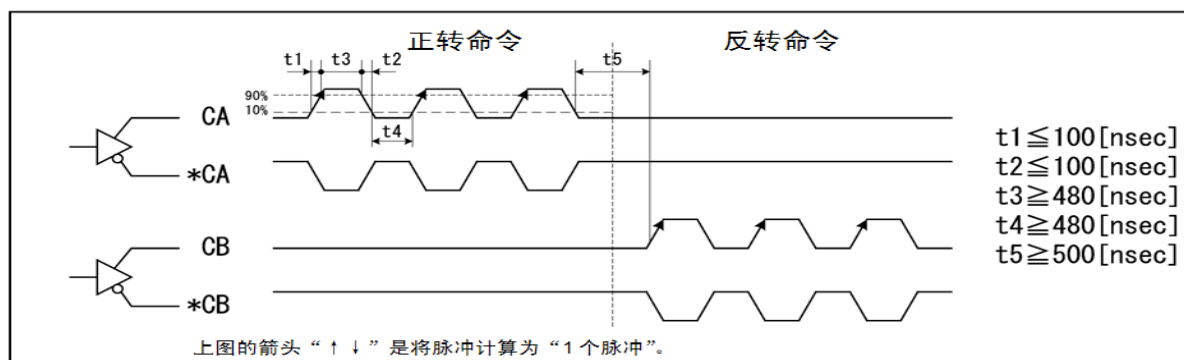 正转命令 反转命令
t1 t3 t2 t5
90%
10%
CA
t4
*CA
CB
*CB
t1≦100[nsec]
t2≦100[nsec]
t3≧480[nsec]
t4≧480[nsec]
t5≧500[nsec]
上图的箭头“↑↓”是将脉冲计算为“1个脉冲”。